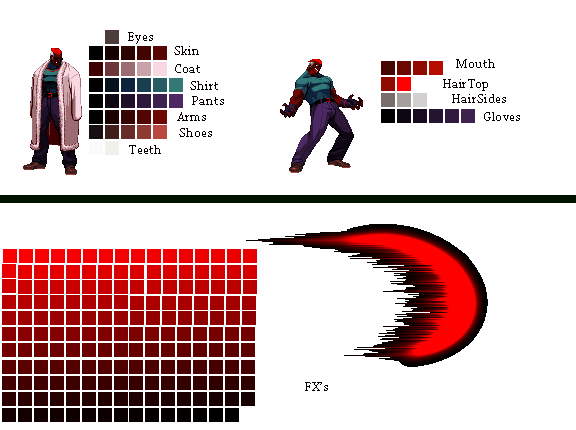 Eyes
Skin
Coat
Shirt
Pants
Arms
Shoes
Teeth
Mouth
HairTop
HairSides
Gloves
FX's